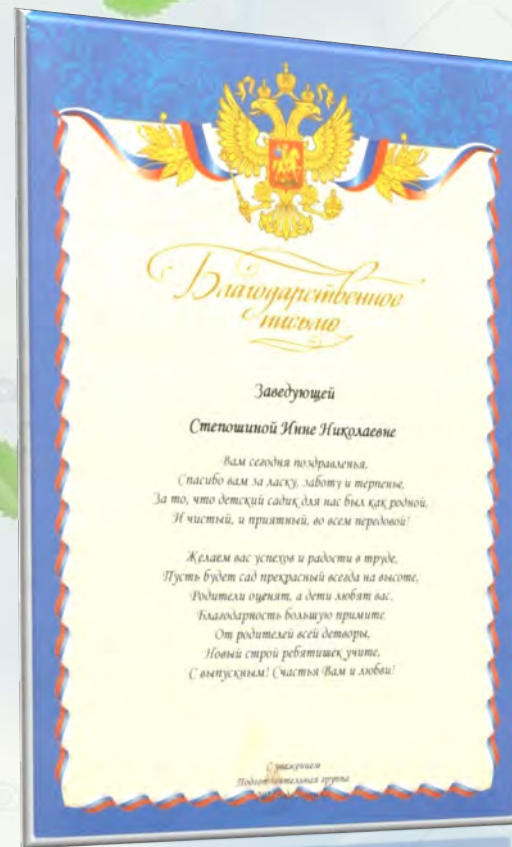 Благодарственное
письмо
Заведующей
Степошиной Инне Николаевне
Вам сегодня поздравленья,
Спасибо вам за ласку, заботу и терпенье,
За то, что детский садик для нас был как родной,
И чистый, и приятный, во всем передовой!
Желаем вас успехов и радости в труде,
Пусть будет сад прекрасный всегда на высоте,
Родители оценят, а дети любят вас,
Благодарность большую примите
От родителей всей детворы,
Новый строй ребятишек учите,
С выпускным! Счастья Вам и любви!
С уважением
Подготовительная группа